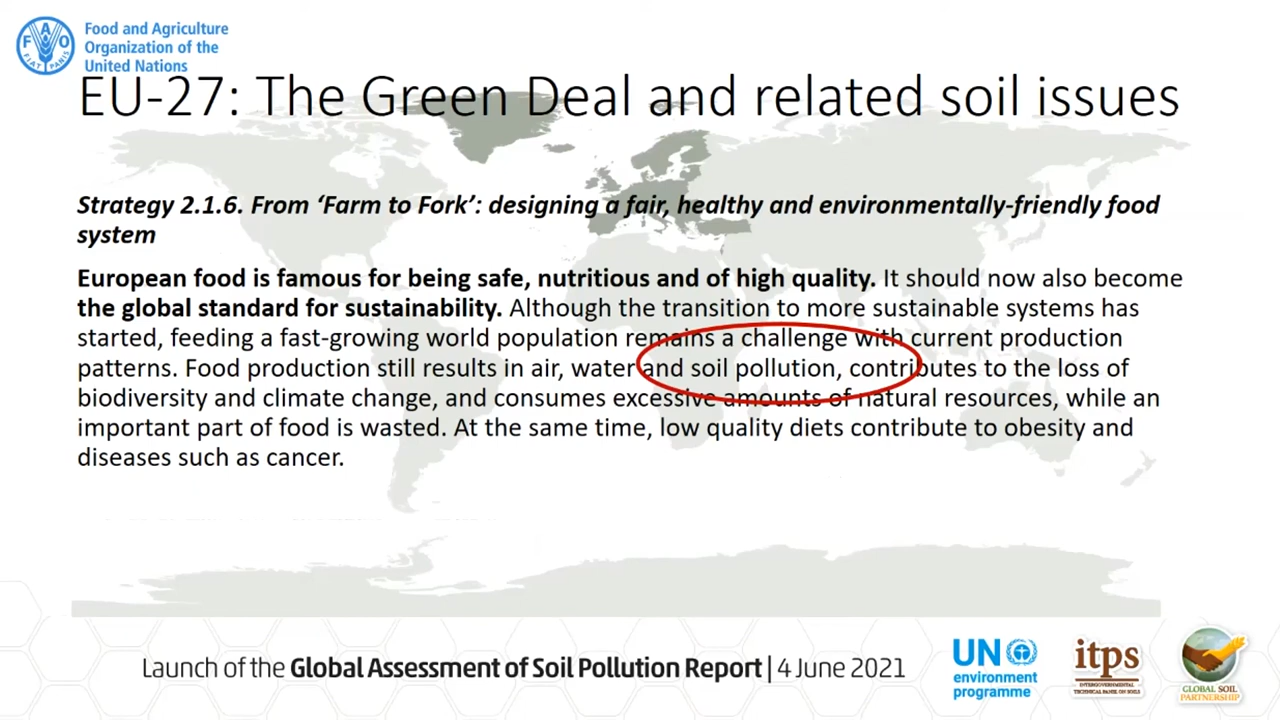 Food and Agriculture
Organization of the
United Nations
F A O
FIAT PANIS
EU-27: The Green Deal and related soil issues
Strategy 2.1.6. From ‘Farm to Fork’: designing a fair, healthy and environmentally-friendly food
system
European food is famous for being safe, nutritious and of high quality. It should now also become
the global standard for sustainability. Although the transition to more sustainable systems has
started, feeding a fast-growing world population remains a challenge with current production
patterns. Food production still results in air, water and soil pollution, contributes to the loss of
biodiversity and climate change, and consumes excessive amounts of natural resources, while an
important part of food is wasted. At the same time, low quality diets contribute to obesity and
diseases such as cancer.
Launch of the Global Assessment of Soil Pollution Report | 4 June 2021
UN
environment
programme
itps
INTERGOVERNMENTAL
TECHNICAL PANEL ON SOILS
GLOBAL SOIL
PARTNERSHIP